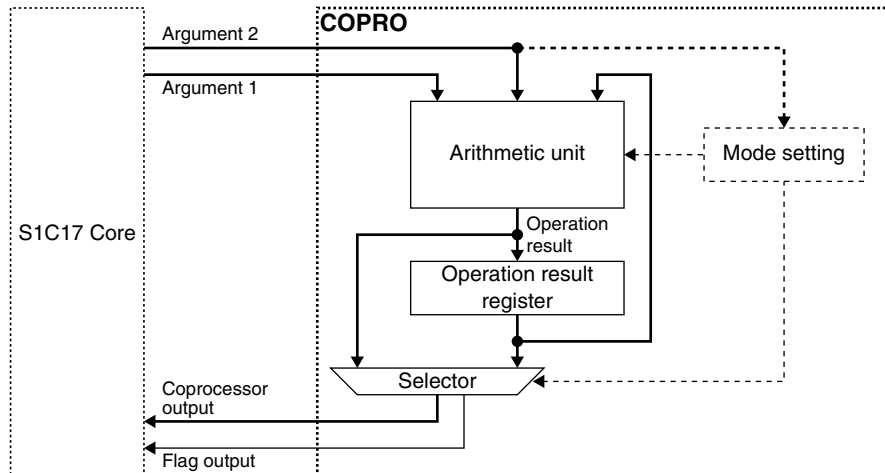 Argument 2
COPRO
Argument 1
Arithmetic unit
Mode setting
S1C17 Core
Operation
result
Operation result
register
Selector
Coprocessor
output
Flag output